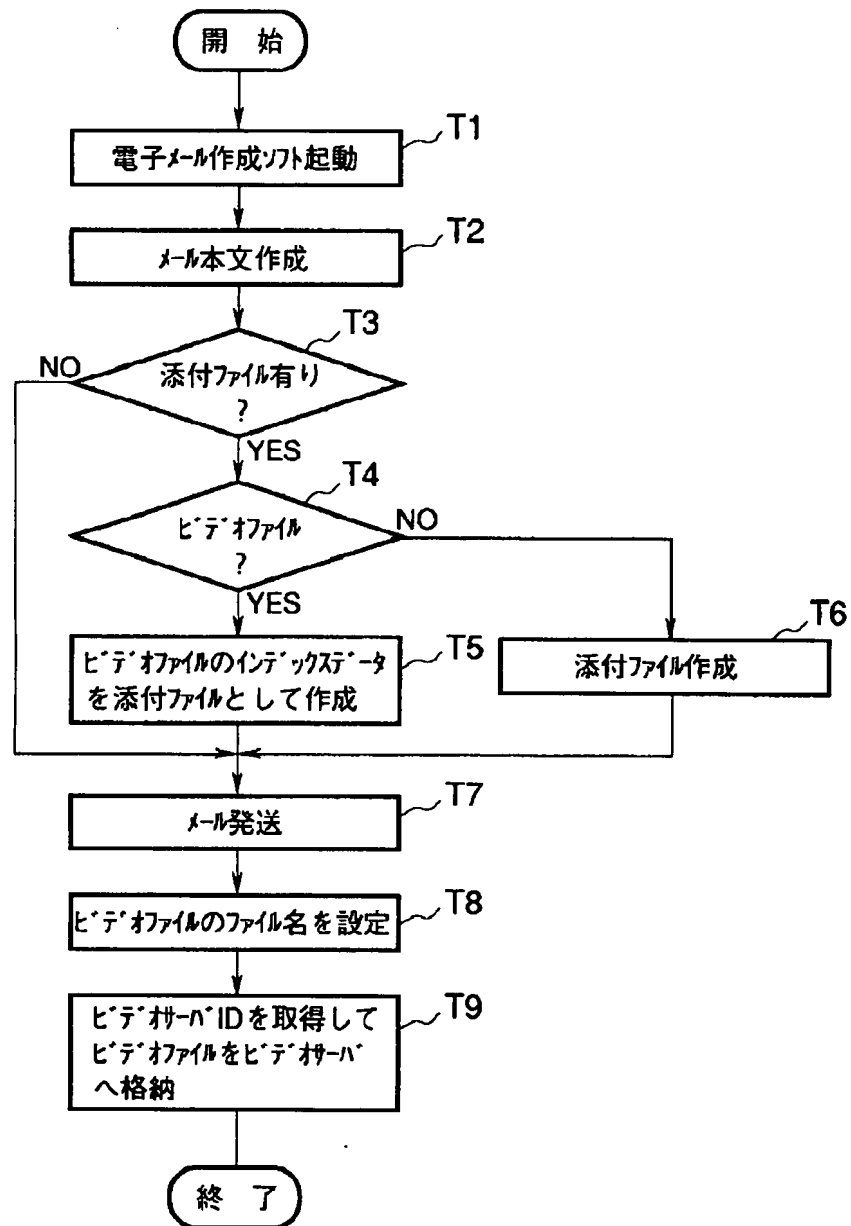 開 始
T1
電子ﾒｰﾙ作成ｿﾌﾄ起動
T2
ﾒｰﾙ本文作成
T3
NO
添付ﾌｧｲﾙ有り
?
YES
T4
ﾋﾞﾃﾞｵﾌｧｲﾙ
NO
?
YES
T5
ﾋﾞﾃﾞｵﾌｧｲﾙのｲﾝﾃﾞｯｸｽﾃﾞｰﾀ
を添付ﾌｧｲﾙとして作成
T6
添付ﾌｧｲﾙ作成
T7
ﾒｰﾙ発送
T8
ﾋﾞﾃﾞｵﾌｧｲﾙのﾌｧｲﾙ名を設定
T9
ﾋﾞﾃﾞｵｻｰﾊﾞIDを取得して
ﾋﾞﾃﾞｵﾌｧｲﾙをﾋﾞﾃﾞｵｻｰﾊﾞ
へ格納
終 了